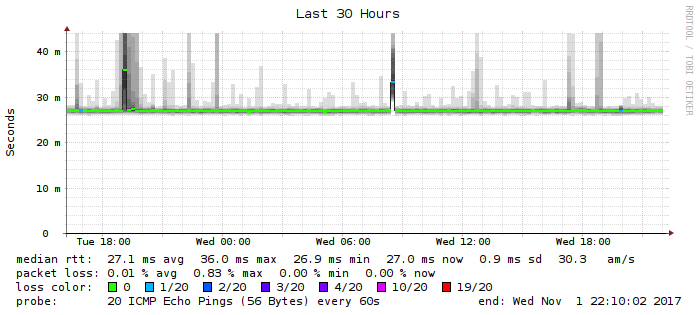 Last 30 Hours
RRDTOOL / TOBI OETIKER
Seconds
40 m
30 m
20 m
10 m
0
Tue 18:00 Wed 00:00 Wed 06:00 Wed 12:00 Wed 18:00
median rtt: 27.1 ms avg 36.0 ms max 26.9 ms min 27.0 ms now 0.9 ms sd 30.3 am/s
packet loss: 0.01 % avg 0.83 % max 0.00 % min 0.00 % now
loss color: 0 1/20 2/20 3/20 4/20 10/20 19/20
probe: 20 ICMP Echo Pings (56 Bytes) every 60s end: Wed Nov 1 22:10:02 2017